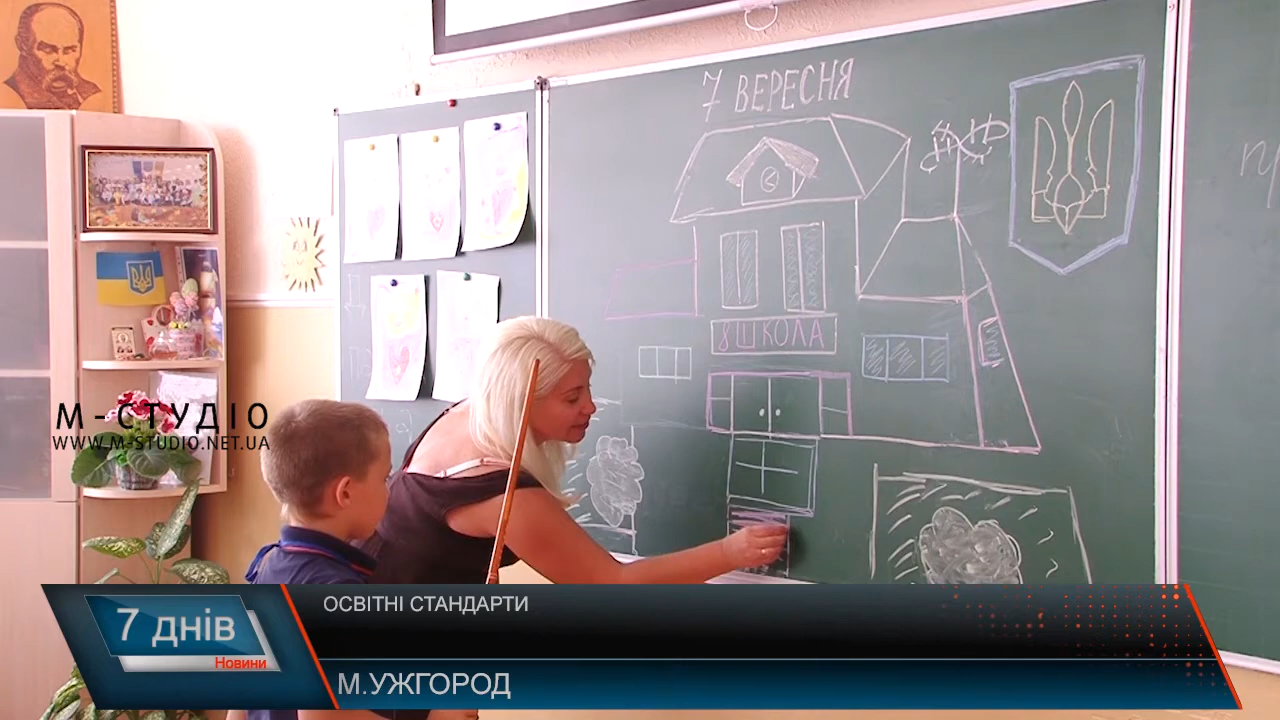 7 ВЕРЕСНЯ
ШКОЛА
М-СТУДІО
WWW.M-STUDIO.NET.UA
7 днів
Новини
ОСВІТНІ СТАНДАРТИ
М.УЖГОРОД